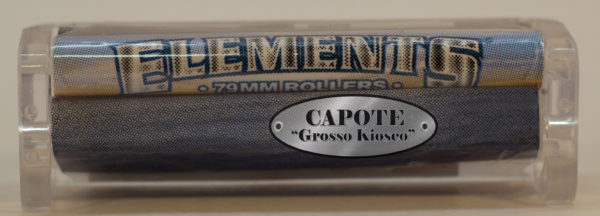 ELEMENTS
• 79MM ROLLERS •
CAPOTE
"Grosso Kiosco"